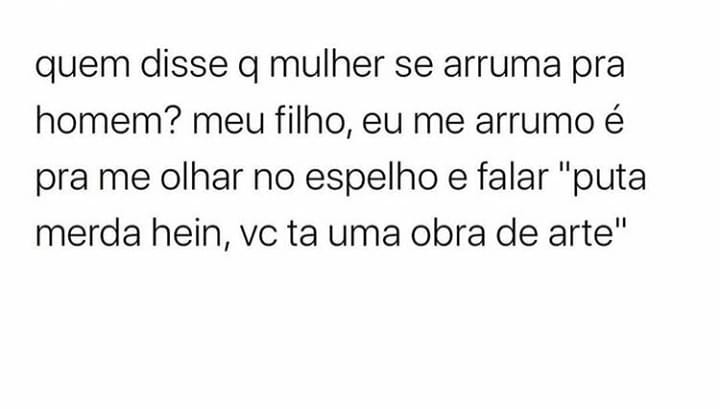 quem disse q mulher se arruma pra
homem? meu filho, eu me arrumo é
pra me olhar no espelho e falar "puta
merda hein, vc ta uma obra de arte"